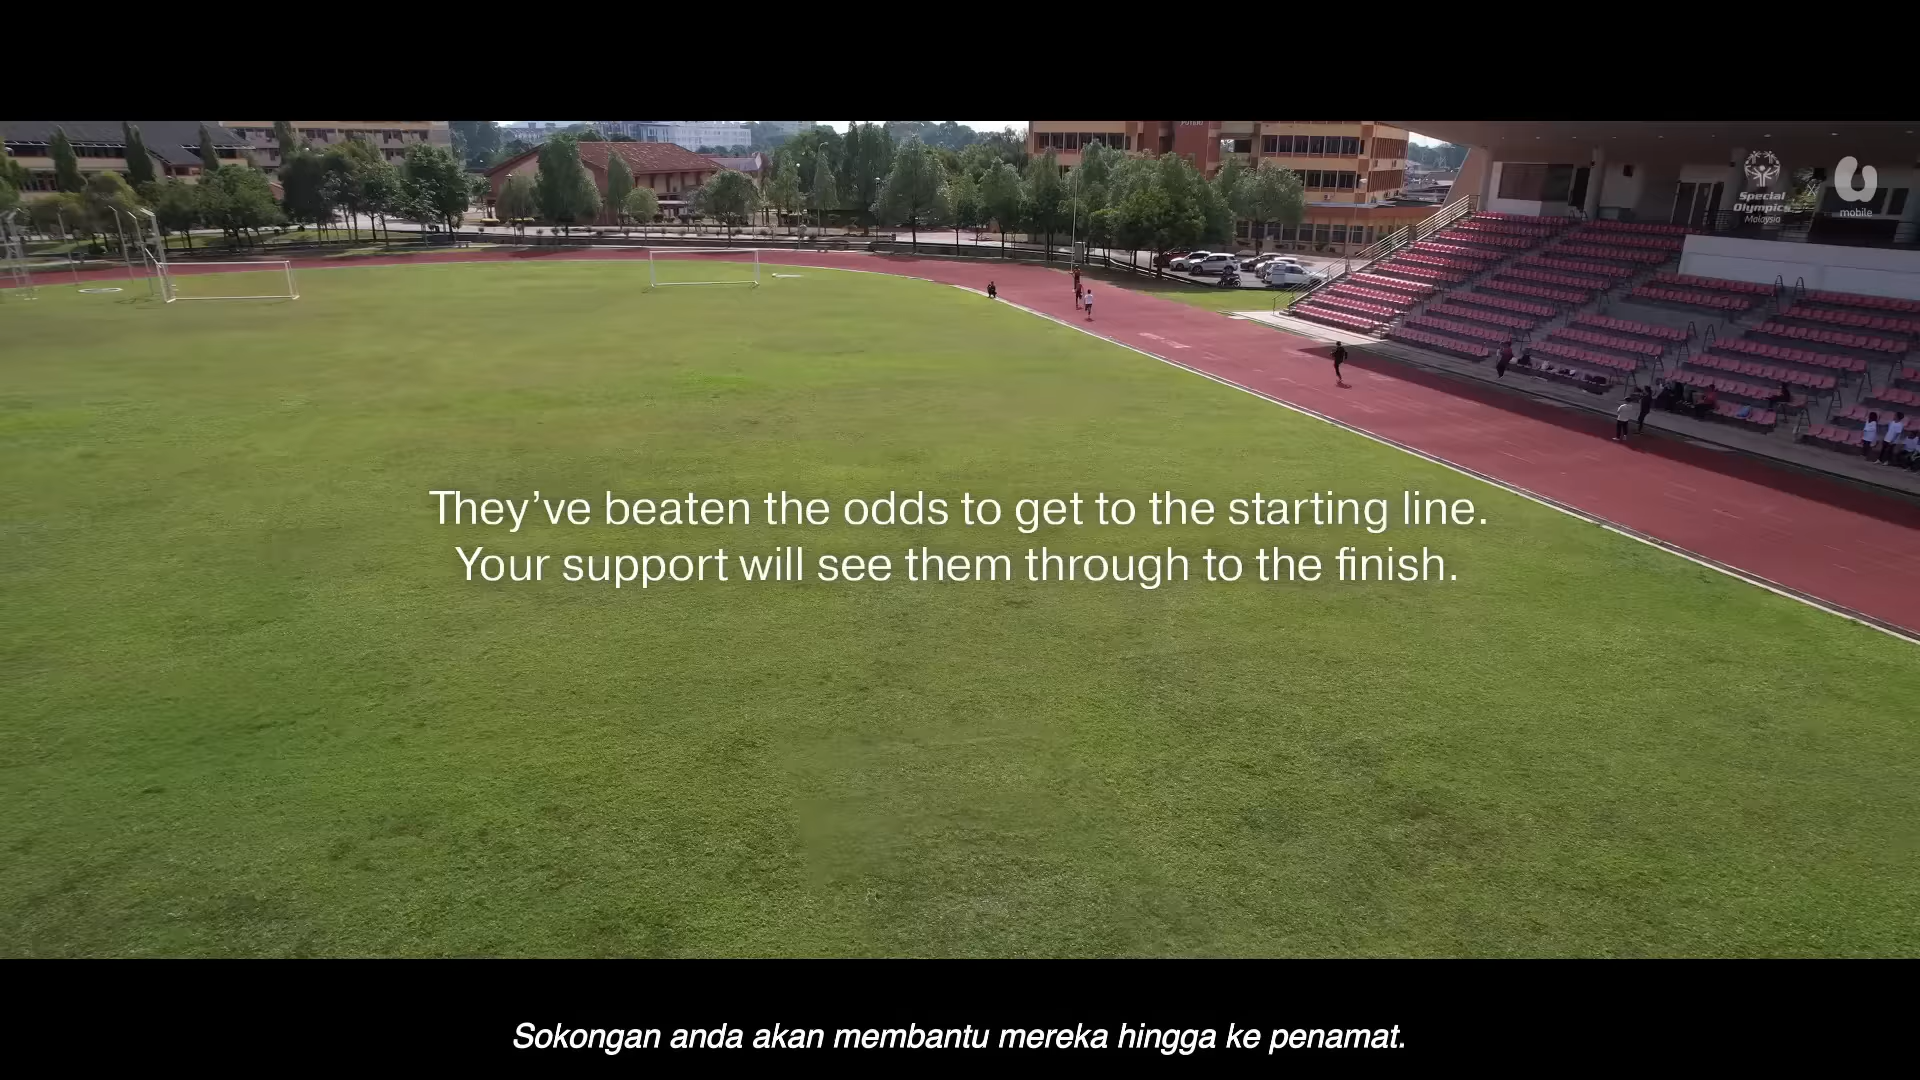 Special
Olympics
Malaysia
X
mobile
They’ve beaten the odds to get to the starting line.
Your support will see them through to the finish.
Sokongan anda akan membantu mereka hingga ke penamat.